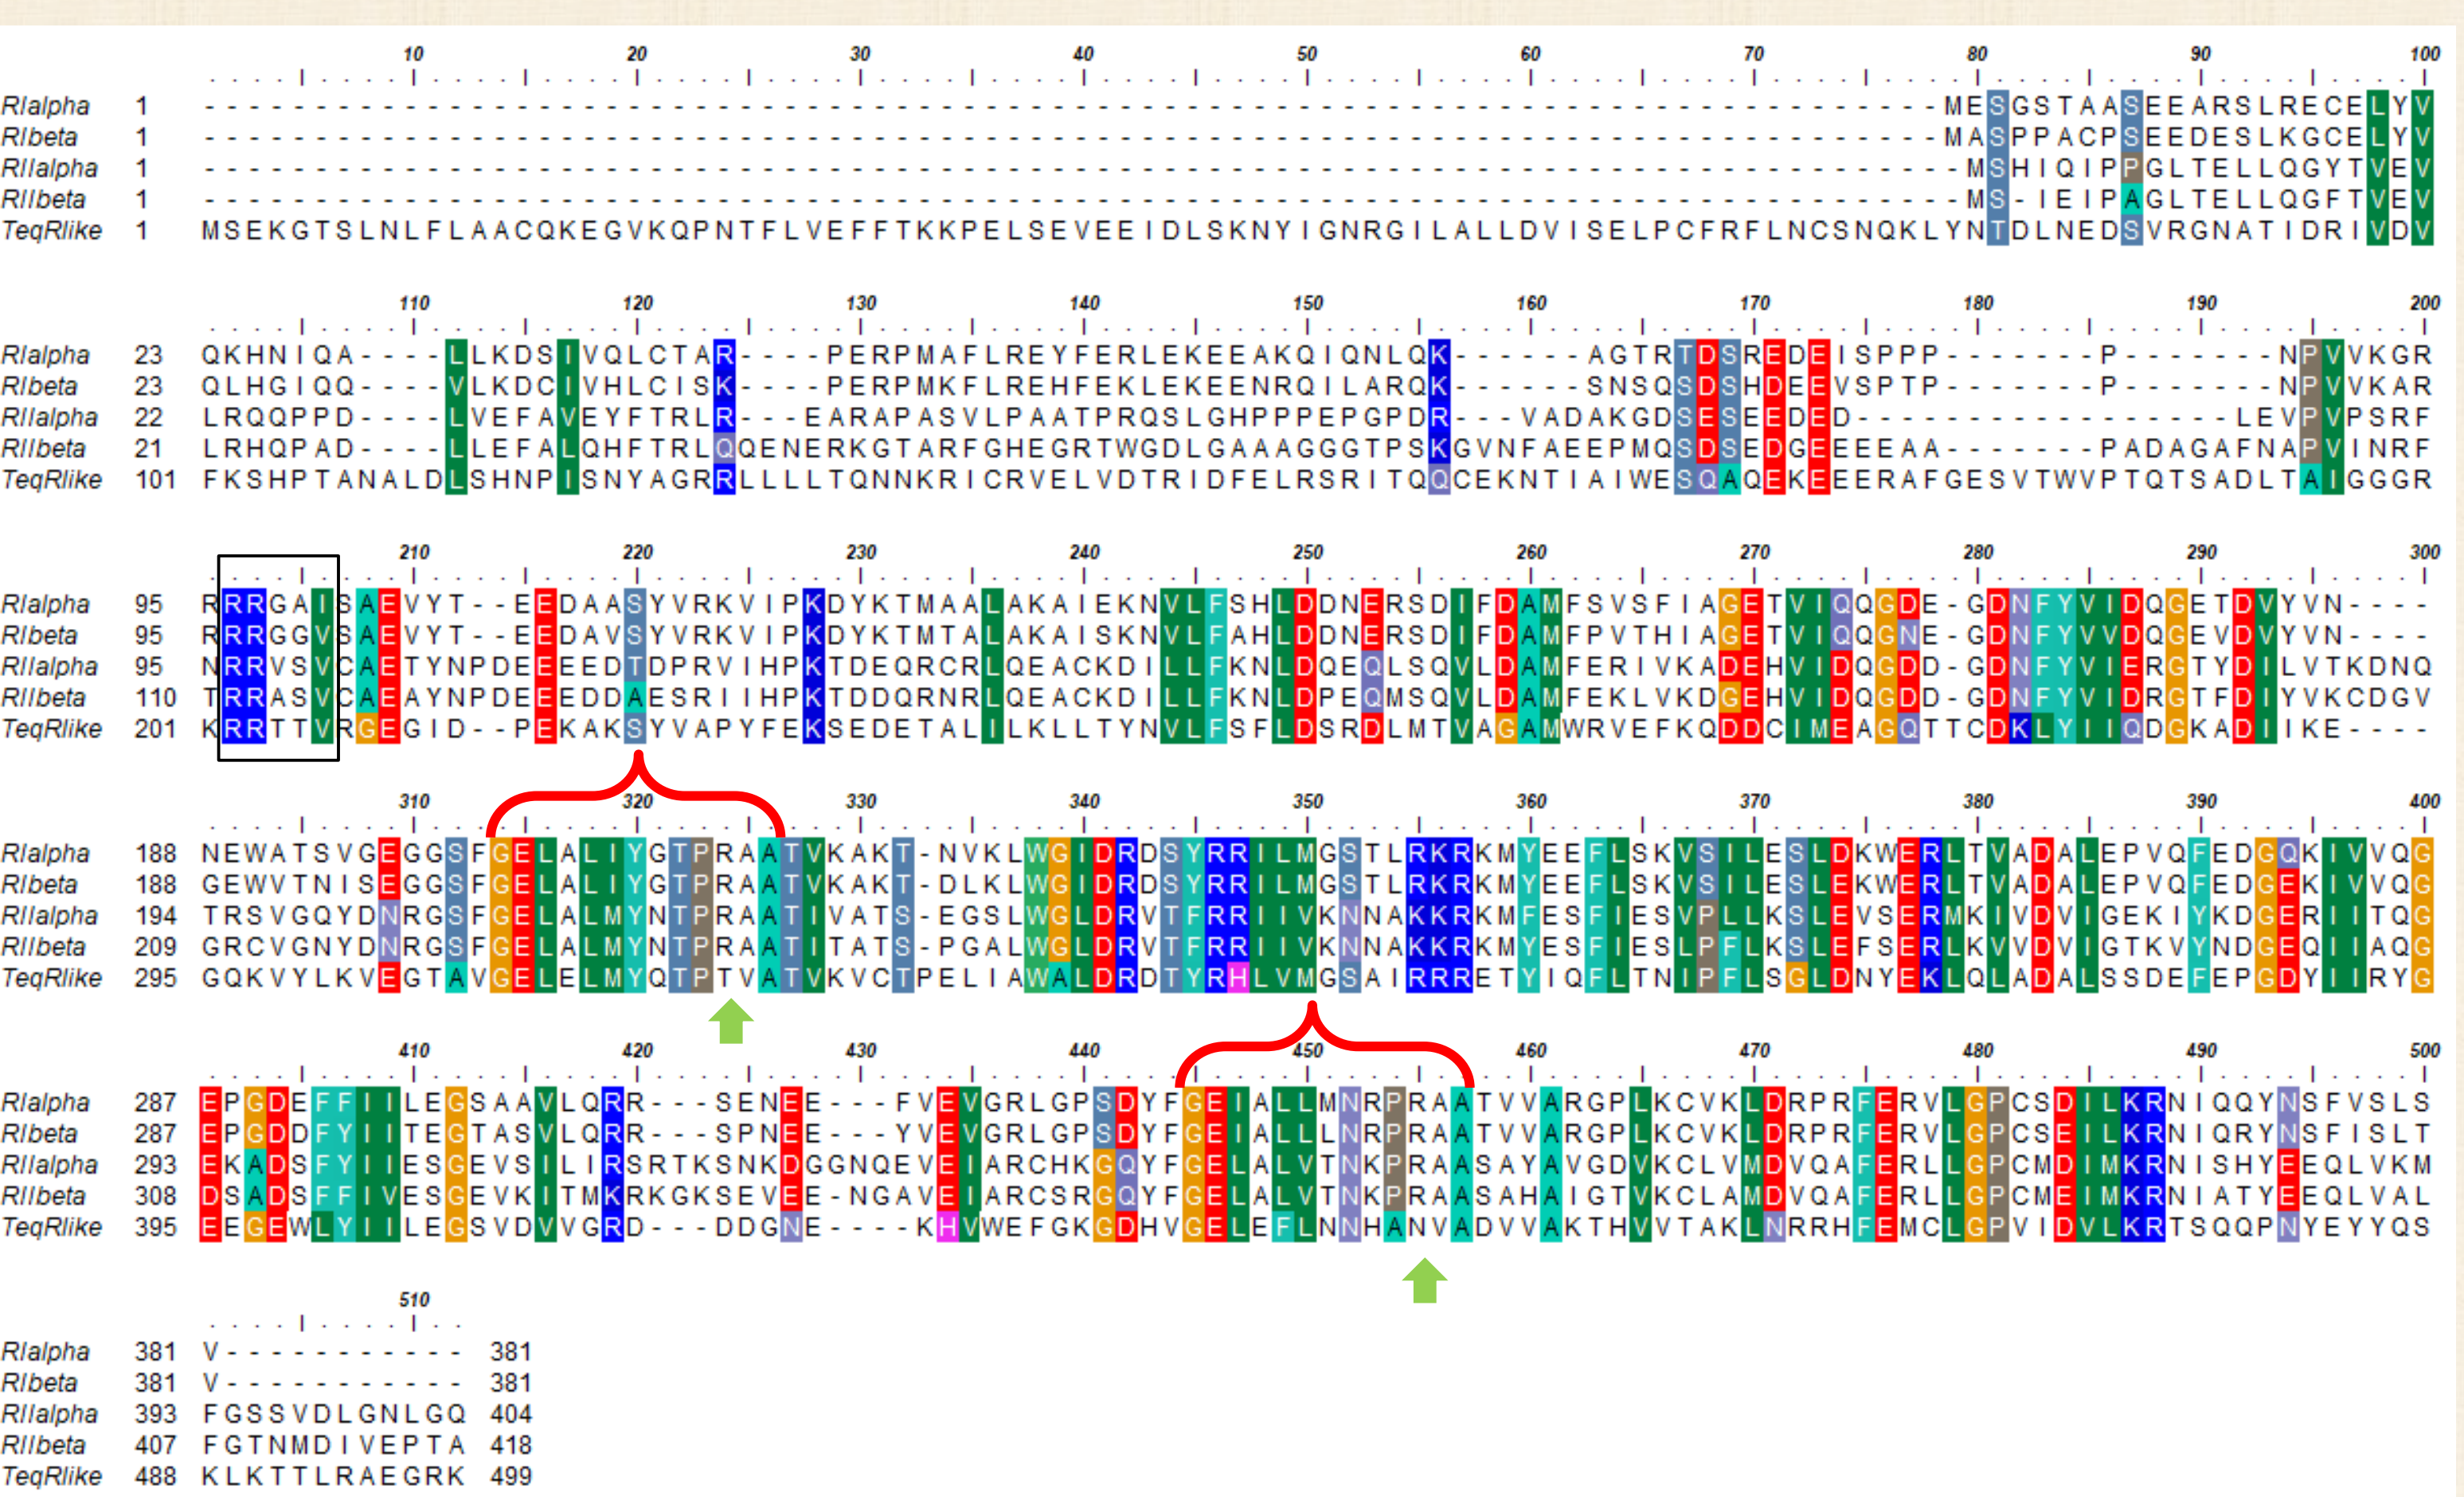 10 20 30 40 50 60 70 80 90 100
RIalpha 1 ------------------------------------------------------------------------------MESGSTAASEEARSLRECELYV
RIbeta 1 ------------------------------------------------------------------------------MASPPACPSEEDESLKGCELYV
RIIalpha 1 -------------------------------------------------------------------------------MSHIQIPPGLTELLQGYTVEV
RIIbeta 1 -------------------------------------------------------------------------------MS-IEIPAGLTELLQGFTVEV
TeqRlike 1 MSEKGTSLNLFLAACQKEGVKQPNTFLVEFFTKKPELSEVEEIDLSKNYIGNRGILALLDVISELPCFRFLNCSNQKLYNTDLNEDSVRGNATIDRIVDV
110 120 130 140 150 160 170 180 190 200
RIalpha 23 QKHNIQA----LLKDSIVQLCTAR----PERPMAFLREYFERLEKEEAKQIQNLQK------AGTRTDSREDEISPPP-------P-------NPVVKGR
RIbeta 23 QLHGIQQ----VLKDCIVHLCISK----PERPMKFLREHFEKLEKEENRQILARQK------SNSQSDSHDEEVSPTP-------P-------NPVVKAR
RIIalpha 22 LRQQPPD----LVEFAVEYFTRLR---EARAPASVLPAATPRQSLGHPPPEPGPDR---VADAKGDSESEEDED-----------------LEVPVPSRF
RIIbeta 21 LRHQPAD----LLEFALQHFTRLQQENERKGTARFGHEGRTWGDLGAAAGGGTPSKGVNFAEEPMQSDSEDGEEEEAA-------PADAGAFNAPVINRF
TeqRlike 101 FKSHPTANALDLSHNPISNYAGRRLLLLTQNNKRICRVELVDTRIDFELRSRITQQCEKNTIAIWESQAQEKEEERAFGESVTWVPTQTSADLTAIGGGR
210 220 230 240 250 260 270 280 290 300
RIalpha 95 RRRGAISAEVYT--EEDAASYVRKVIPKDYKTMAALAKAIEKNVLFSHLDDNERSDIFDAMFSVSFIAGETVIQQGDE-GDNFYVIDQGETDVYVN----
RIbeta 95 RRRGGVSAEVYT--EEDAVSYVRKVIPKDYKTMTALAKAISKNVLFAHLDDNERSDIFDAMFPVTHIAGETVIQQGNE-GDNFYVVDQGEVDVYVN----
RIIalpha 95 NRRVSVCAETYNPDEEEEDTDPRVIHPKTDEQRCRLQEACKDILLFKNLDQEQLSQVLDAMFERIVKADEHVIDQGDD-GDNFYVIERGTYDILVTKDNQ
RIIbeta 110 TRRASVCAEAYNPDEEEDDAESRIIHPKTDDQRNRLQEACKDILLFKNLDPEQMSQVLDAMFEKLVKDGEHVIDQGDD-GDNFYVIDRGTFDIYVKCDGV
TeqRlike 201 KRRTTVRGEGID--PEKAKSYVAPYFEKSEDETALILKLLTYNVLFSFLDSRDLMTVAGAMWRVEFKQDDCIMEAGQTTCDKLYIIQDGKADIIKE----
310 320 330 340 350 360 370 380 390 400
RIalpha 188 NEWATSVGEGGSFGELALIYGTPRAATVKAKT-NVKLWGIDRDSYRRILMGSTLRKRKMYEEFLSKVSILESLDKWERLTVADALEPVQFEDGQKIVVQG
RIbeta 188 GEWVTNISEGGSFGELALIYGTPRAATVKAKT-DLKLWGIDRDSYRRILMGSTLRKRKMYEEFLSKVSILESLEKWERLTVADALEPVQFEDGEKIVVQG
RIIalpha 194 TRSVGQYDNRGSFGELALMYNTPRAATIVATS-EGSLWGLDRVTFRRIIVKNNAKKRKMFESFIESVPLLKSLEVSERMKIVDVIGEKIYKDGERIITQG
RIIbeta 209 GRCVGNYDNRGSFGELALMYNTPRAATITATS-PGALWGLDRVTFRRIIVKNNAKKRKMYESFIESLPFLKSLEFSERLKVVDVIGTKVYNDGEQIIAQG
TeqRlike 295 GQKVYLKVEGTAVGELELMYQTPTVATVKVCTPELIAWALDRDTYRHLVMGSAIRRRETYIQFLTNIPFLSGLDNYEKLQLADALSSDEFEPGDYIIRYG
410 420 430 440 450 460 470 480 490 500
RIalpha 287 EPGDEFFIILEGSAAVLQRR---SENEE---FVEVGRLGPSDYFGEIALLMNRPRAATVVARGPLKCVKLDRPRFERVLGPCSDILKRNIQQYNSFVSLS
RIbeta 287 EPGDDFYIITEGTASVLQRR---SPNEE---YVEVGRLGPSDYFGEIALLLNRPRAATVVARGPLKCVKLDRPRFERVLGPCSEILKRNIQRYNSFISLT
RIIalpha 293 EKADSFYIIESGEVSILIRSRTKSNKDGGNQEVEIARCHKGQYFGELALVTNKPRAASAYAVGDVKCLVMDVQAFERLLGPCMDIMKRNISHYEEQLVKM
RIIbeta 308 DSADSFFIVESGEVKITMKRKGKSEVEE-NGAVEIARCSRGQYFGELALVTNKPRAASAHAIGTVKCLAMDVQAFERLLGPCMEIMKRNIATYEEQLVAL
TeqRlike 395 EEGEWLYIILEGSVDVVGRD---DDGNE----KHVWEFGKGDHVGELEFLNNHANVADVVAKTHVVTAKLNRRHFEMCLGPVIDVLKRTSQQPNYEYYQS
510
RIalpha 381 V----------- 381
RIbeta 381 V----------- 381
RIIalpha 393 FGSSVDLGNLGQ 404
RIIbeta 407 FGTNMDIVEPTA 418
TeqRlike 488 KLKTTLRAEGRK 499